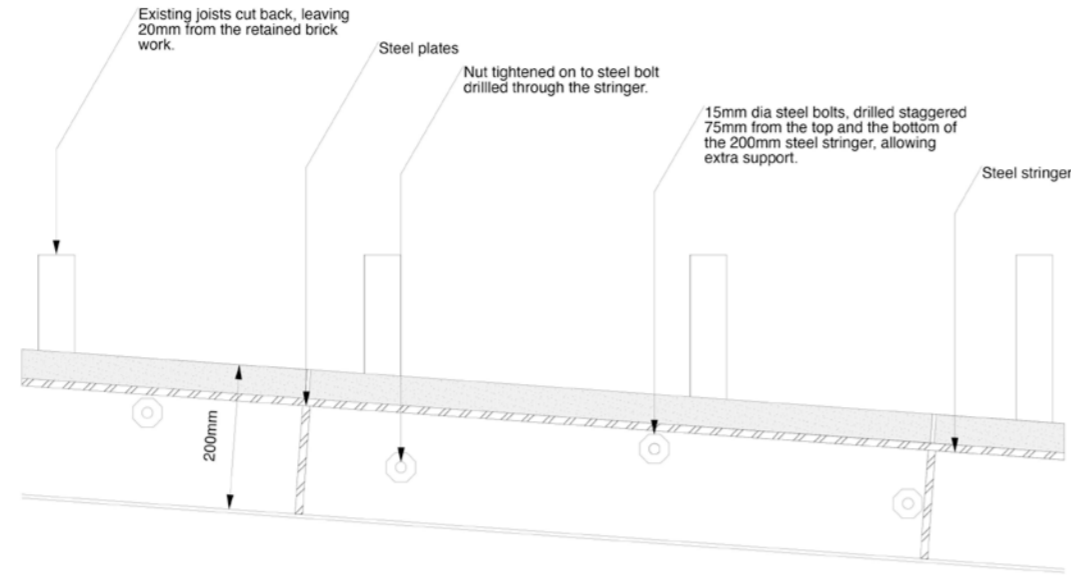 Existing joists cut back, leaving
20mm from the retained brick
work.
Steel plates
Nut tightened on to steel bolt
drillled through the stringer.
15mm dia steel bolts, drilled staggered
75mm from the top and the bottom of
the 200mm steel stringer, allowing
extra support.
Steel stringer
200mm